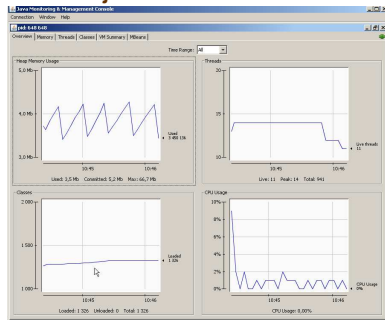 Java Monitoring & Management Console
Connection Window Help
pid: 648 648
Overview Memory Threads Classes VM Summary MBeans
Time Range: All
Heap Memory Usage
5,0 Mb
4,0 Mb
3,0 Mb
10:45 10:46
Used
Used: 3,5 Mb Committed: 5,2 Mb Max: 66,7 Mb
Threads
20
15
10
10:45 10:46
Live threads
11
Live: 11 Peak: 14 Total: 941
Classes
2 000
1 500
1 000
10:45 10:46
Loaded
1 326
Loaded: 1 326 Unloaded: 0 Total: 1 326
CPU Usage
10%
8%
6%
4%
2%
0%
10:45 10:46
CPU Usage
0%
CPU Usage: 0,00%